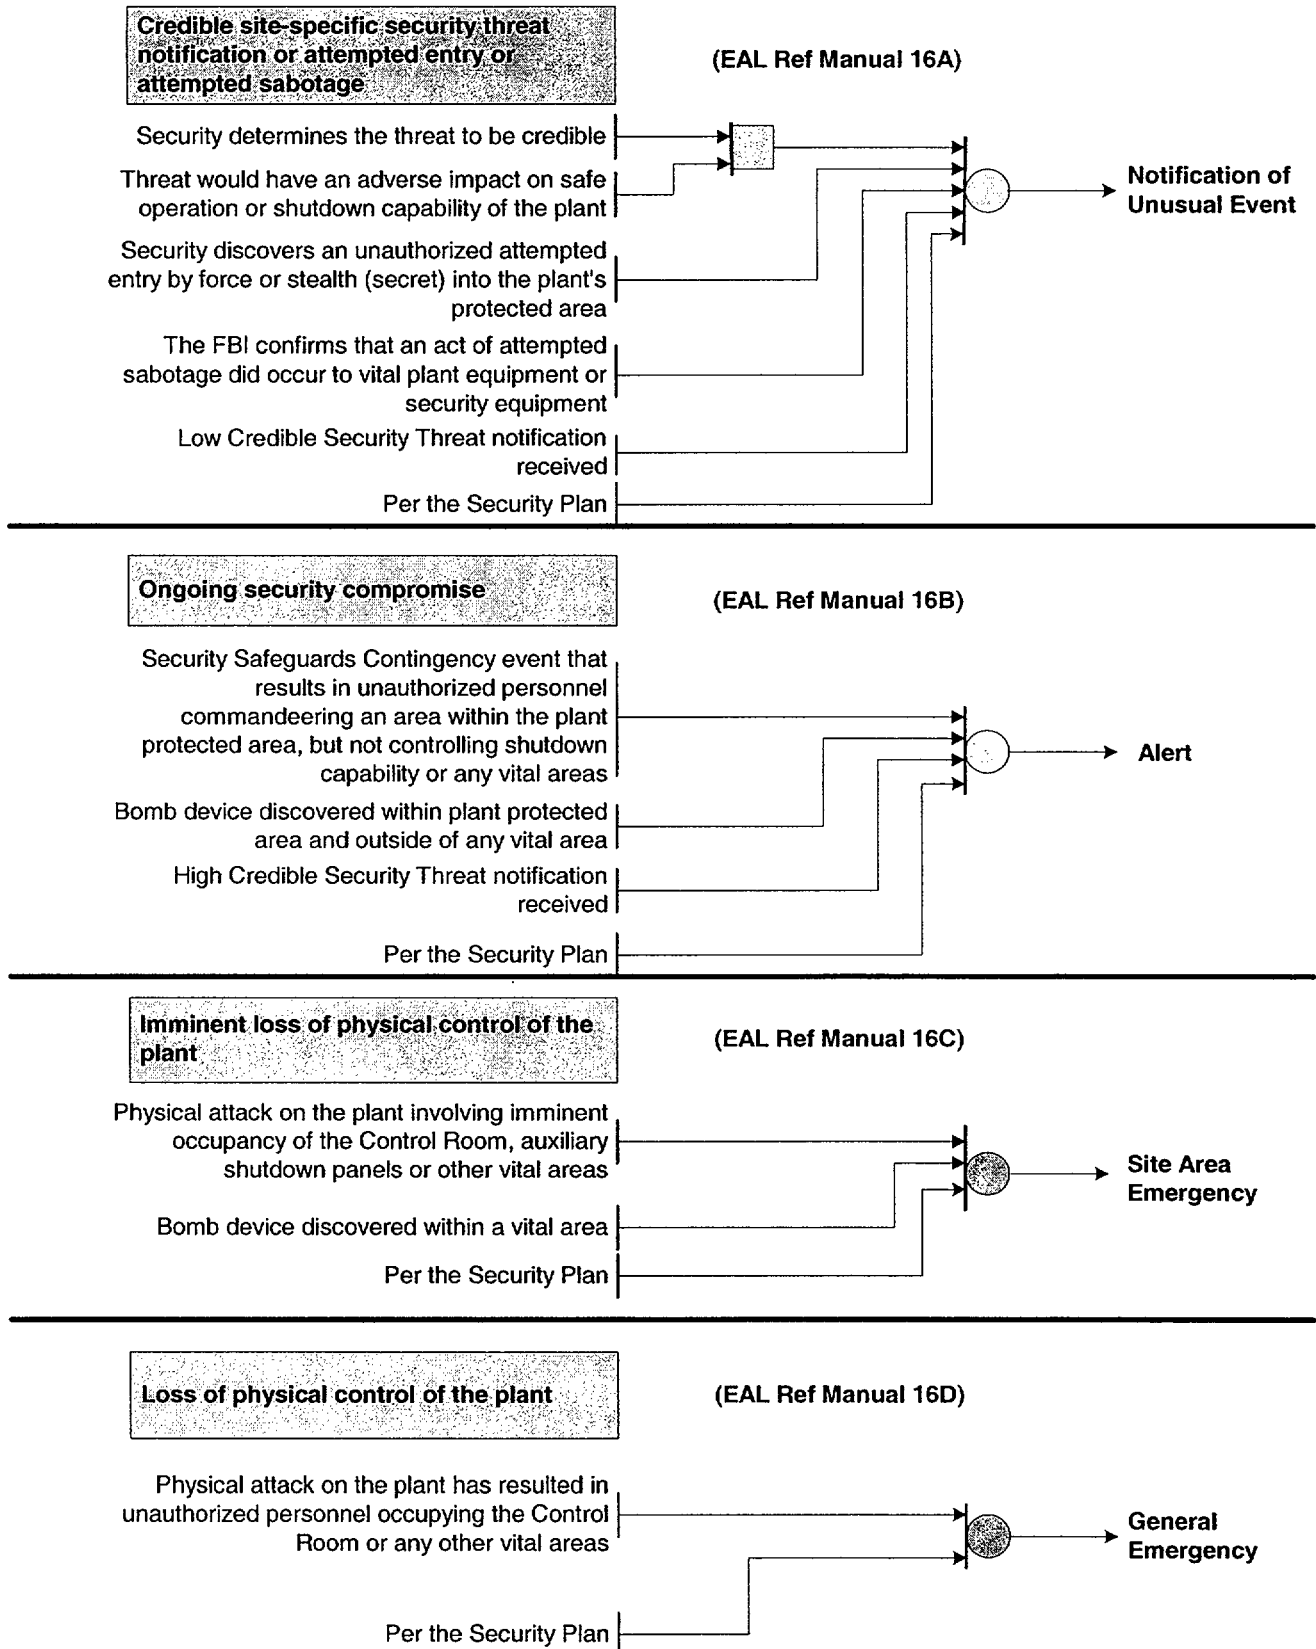 Credible site-specific security threat
notification or attempted entry or
attempted sabotage
(EAL Ref Manual 16A)
Security determines the threat to be credible
Threat would have an adverse impact on safe
operation or shutdown capability of the plant
Security discovers an unauthorized attempted
entry by force or stealth (secret) into the plant's
protected area
The FBI confirms that an act of attempted
sabotage did occur to vital plant equipment or
security equipment
Low Credible Security Threat notification
received
Per the Security Plan
Notification of
Unusual Event
Ongoing security compromise
(EAL Ref Manual 16B)
Security Safeguards Contingency event that
results in unauthorized personnel
commandeering an area within the plant
protected area, but not controlling shutdown
capability or any vital areas
Bomb device discovered within plant protected
area and outside of any vital area
High Credible Security Threat notification
received
Per the Security Plan
Alert
Imminent loss of physical control of the
plant
(EAL Ref Manual 16C)
Physical attack on the plant involving imminent
occupancy of the Control Room, auxiliary
shutdown panels or other vital areas
Bomb device discovered within a vital area
Per the Security Plan
Site Area
Emergency
Loss of physical control of the plant
(EAL Ref Manual 16D)
Physical attack on the plant has resulted in
unauthorized personnel occupying the Control
Room or any other vital areas
Per the Security Plan
General
Emergency